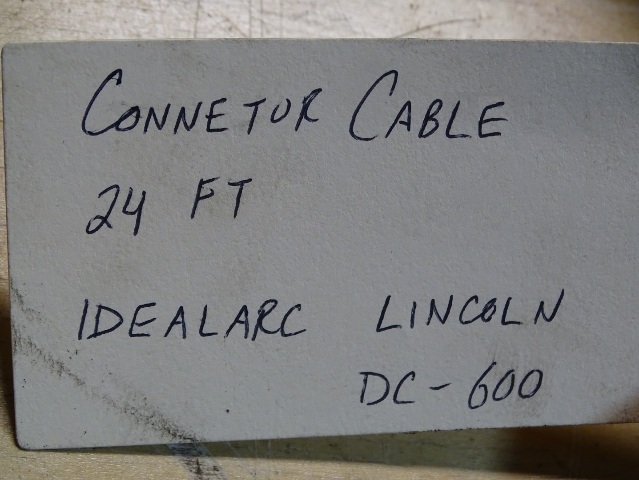 CONNETOR CABLE
24 FT
IDEALARC LINCOLN
DC-600